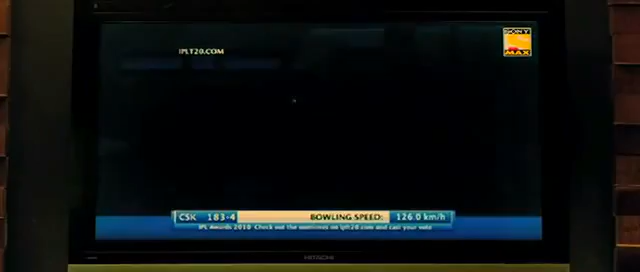 IPLT20.COM
SONY
MAX
CSK 183-4 BOWLING SPEED: 126.0 km/h
IPL Awards 2010 Check out the nominees on iplt20.com and cast your vote
HITACHI